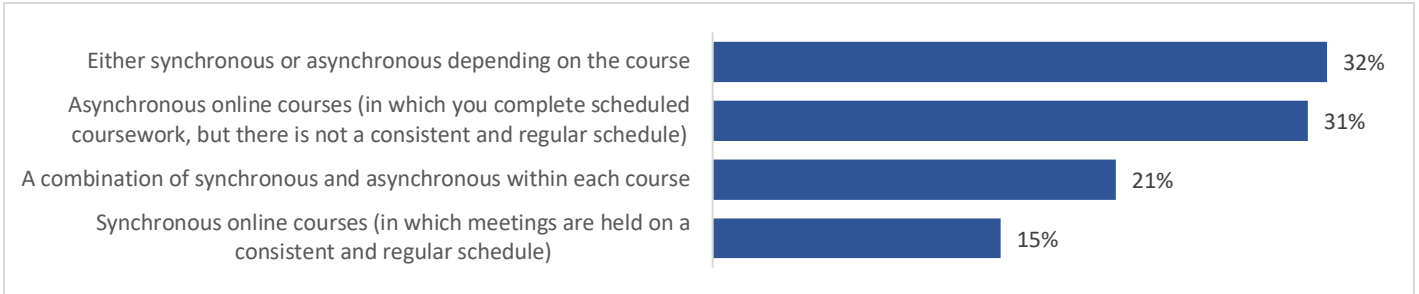 Either synchronous or asynchronous depending on the course
32%
Asynchronous online courses (in which you complete scheduled
coursework, but there is not a consistent and regular schedule)
31%
A combination of synchronous and asynchronous within each course
21%
Synchronous online courses (in which meetings are held on a
consistent and regular schedule)
15%